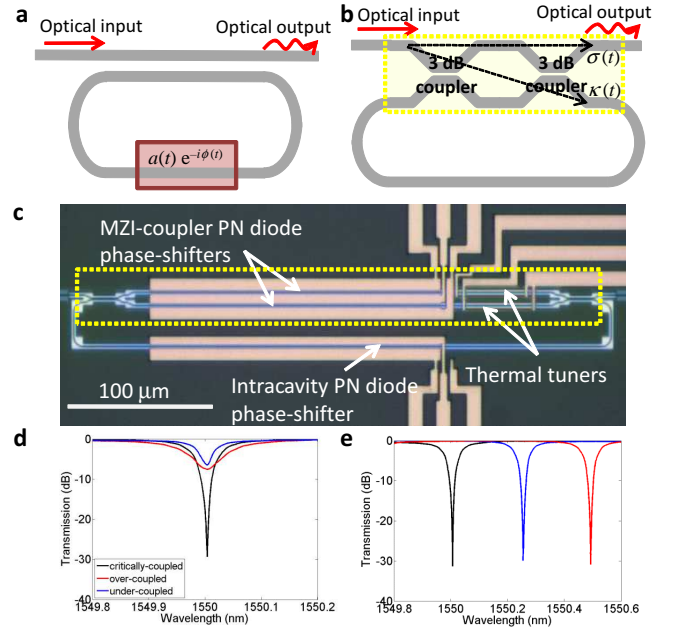 a
Optical input
Optical output
a(t) e^{-iϕ(t)}
b
Optical input
Optical output
3 dB
coupler
3 dB
coupler
σ(t)
κ(t)
c
MZI-coupler PN diode
phase-shifters
Intracavity PN diode
phase-shifter
Thermal tuners
100 μm
d
Transmission (dB)
0
-10
-20
-30
-40
critically-coupled
over-coupled
under-coupled
1549.8
1549.9
1550
1550.1
1550.2
Wavelength (nm)
e
Transmission (dB)
0
-10
-20
-30
-40
1549.8
1550
1550.2
1550.4
1550.6
Wavelength (nm)